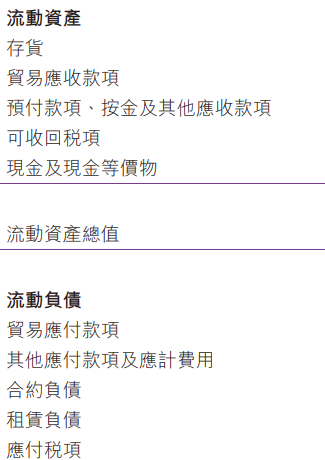 流動資產
存貨
貿易應收款項
預付款項、按金及其他應收款項
可收回税項
現金及現金等價物
流動資產總值
流動負債
貿易應付款項
其他應付款項及應計費用
合約負債
租賃負債
應付税項